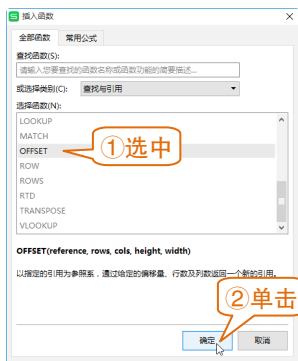 插入函数
全部函数 常用公式
查找函数(S):
请输入您要查找的函数名称或函数功能的简要描述...
或选择类别(C): 查找与引用
选择函数(N):
LOOKUP
MATCH
OFFSET
①选中
ROW
ROWS
RTD
TRANSPOSE
VLOOKUP
OFFSET(reference, rows, cols, height, width)
以指定的引用为参照系，通过给定的偏移量、行数及列数返回一个新的引用。
②单击
确定 取消